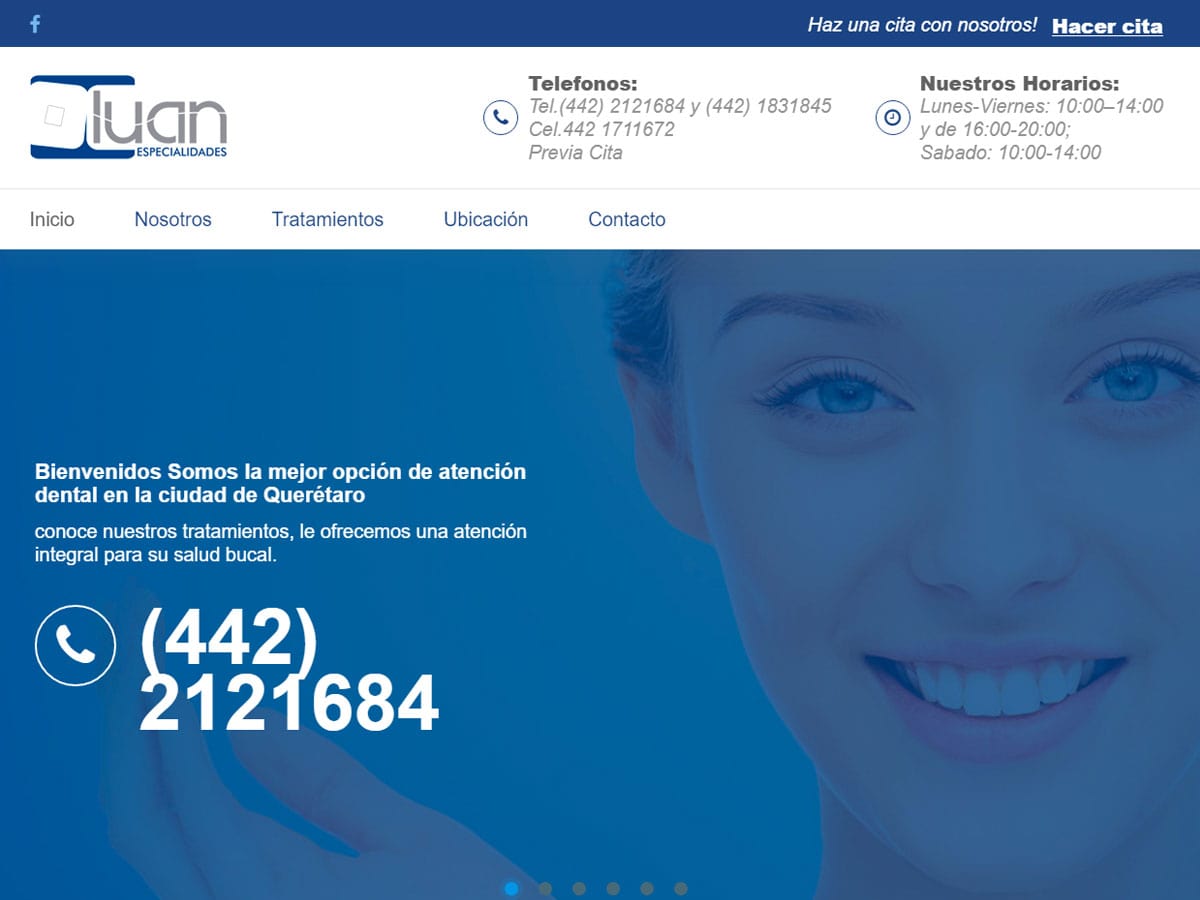 Haz una cita con nosotros! Hacer cita
luan
ESPECIALIDADES
Telefonos:
Tel.(442) 2121684 y (442) 1831845
Cel.442 1711672
Previa Cita
Nuestros Horarios:
Lunes-Viernes: 10:00–14:00
y de 16:00-20:00;
Sabado: 10:00-14:00
Inicio Nosotros Tratamientos Ubicación Contacto
Bienvenidos Somos la mejor opción de atención
dental en la ciudad de Querétaro
conoce nuestros tratamientos, le ofrecemos una atención
integral para su salud bucal.
(442)
2121684